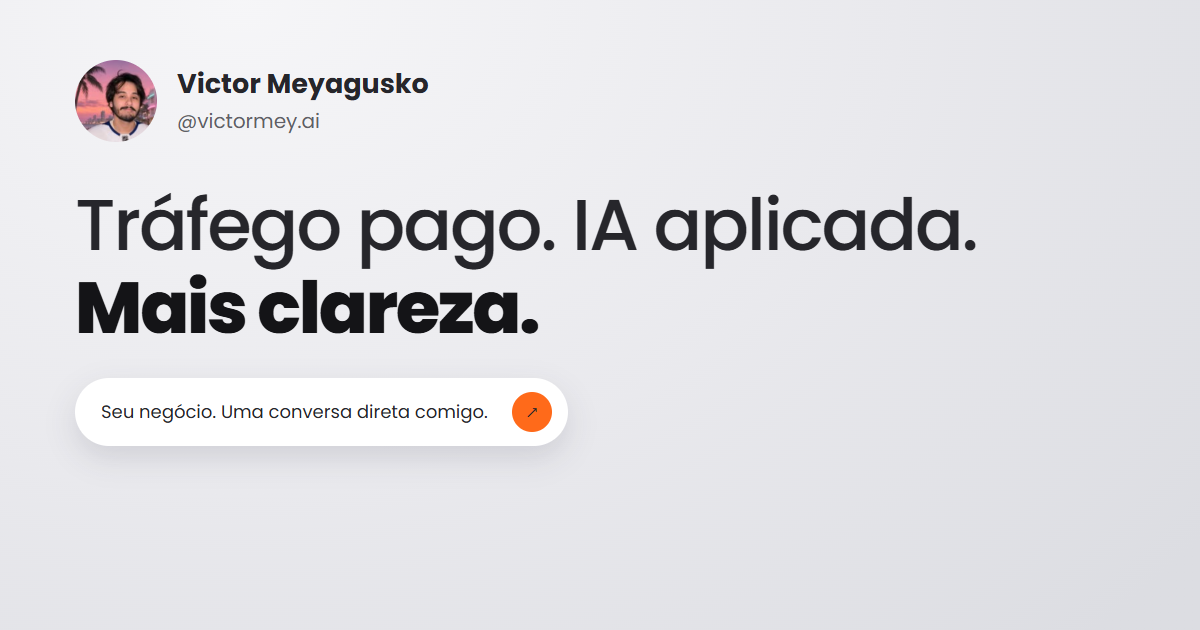 Victor Meyagusko
@victormey.ai
Tráfego pago. IA aplicada.
Mais clareza.
Seu negócio. Uma conversa direta comigo. ↗